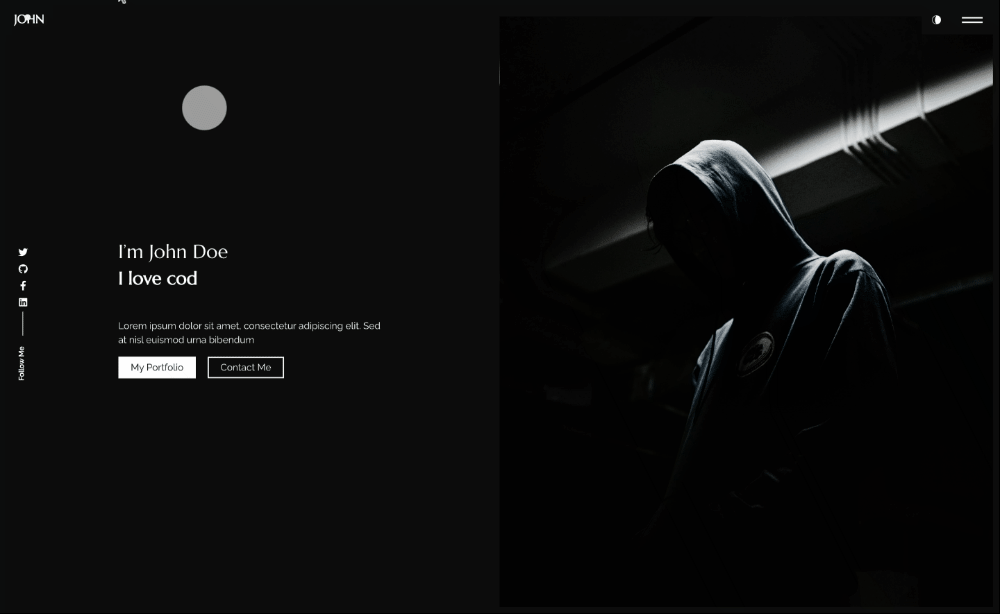 JOHN
I'm John Doe
I love cod
Lorem ipsum dolor sit amet, consectetur adipiscing elit. Sed
at nisl euismod urna bibendum
My Portfolio
Contact Me
Follow Me